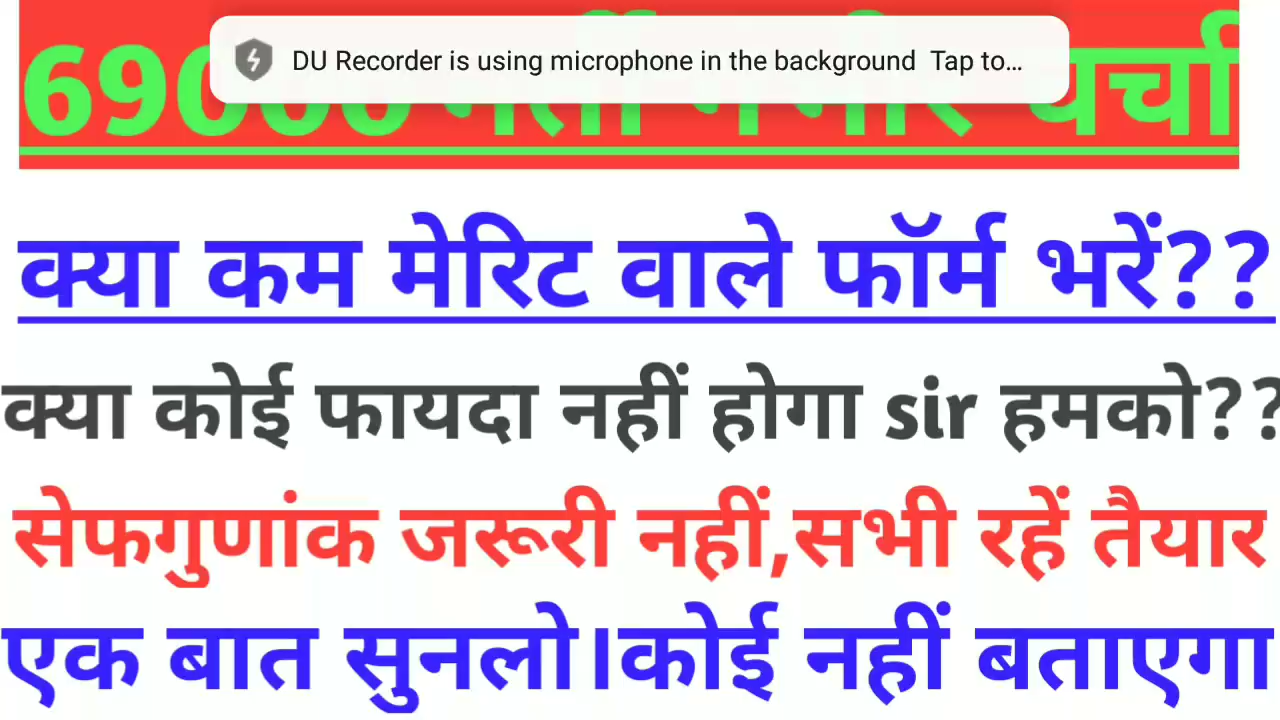 DU Recorder is using microphone in the background Tap to...
69000
क्या कम मेरिट वाले फॉर्म भरें??
क्या कोई फायदा नहीं होगा sir हमको??
सेफगुणांक जरूरी नहीं,सभी रहें तैयार
एक बात सुनलो।कोई नहीं बताएगा